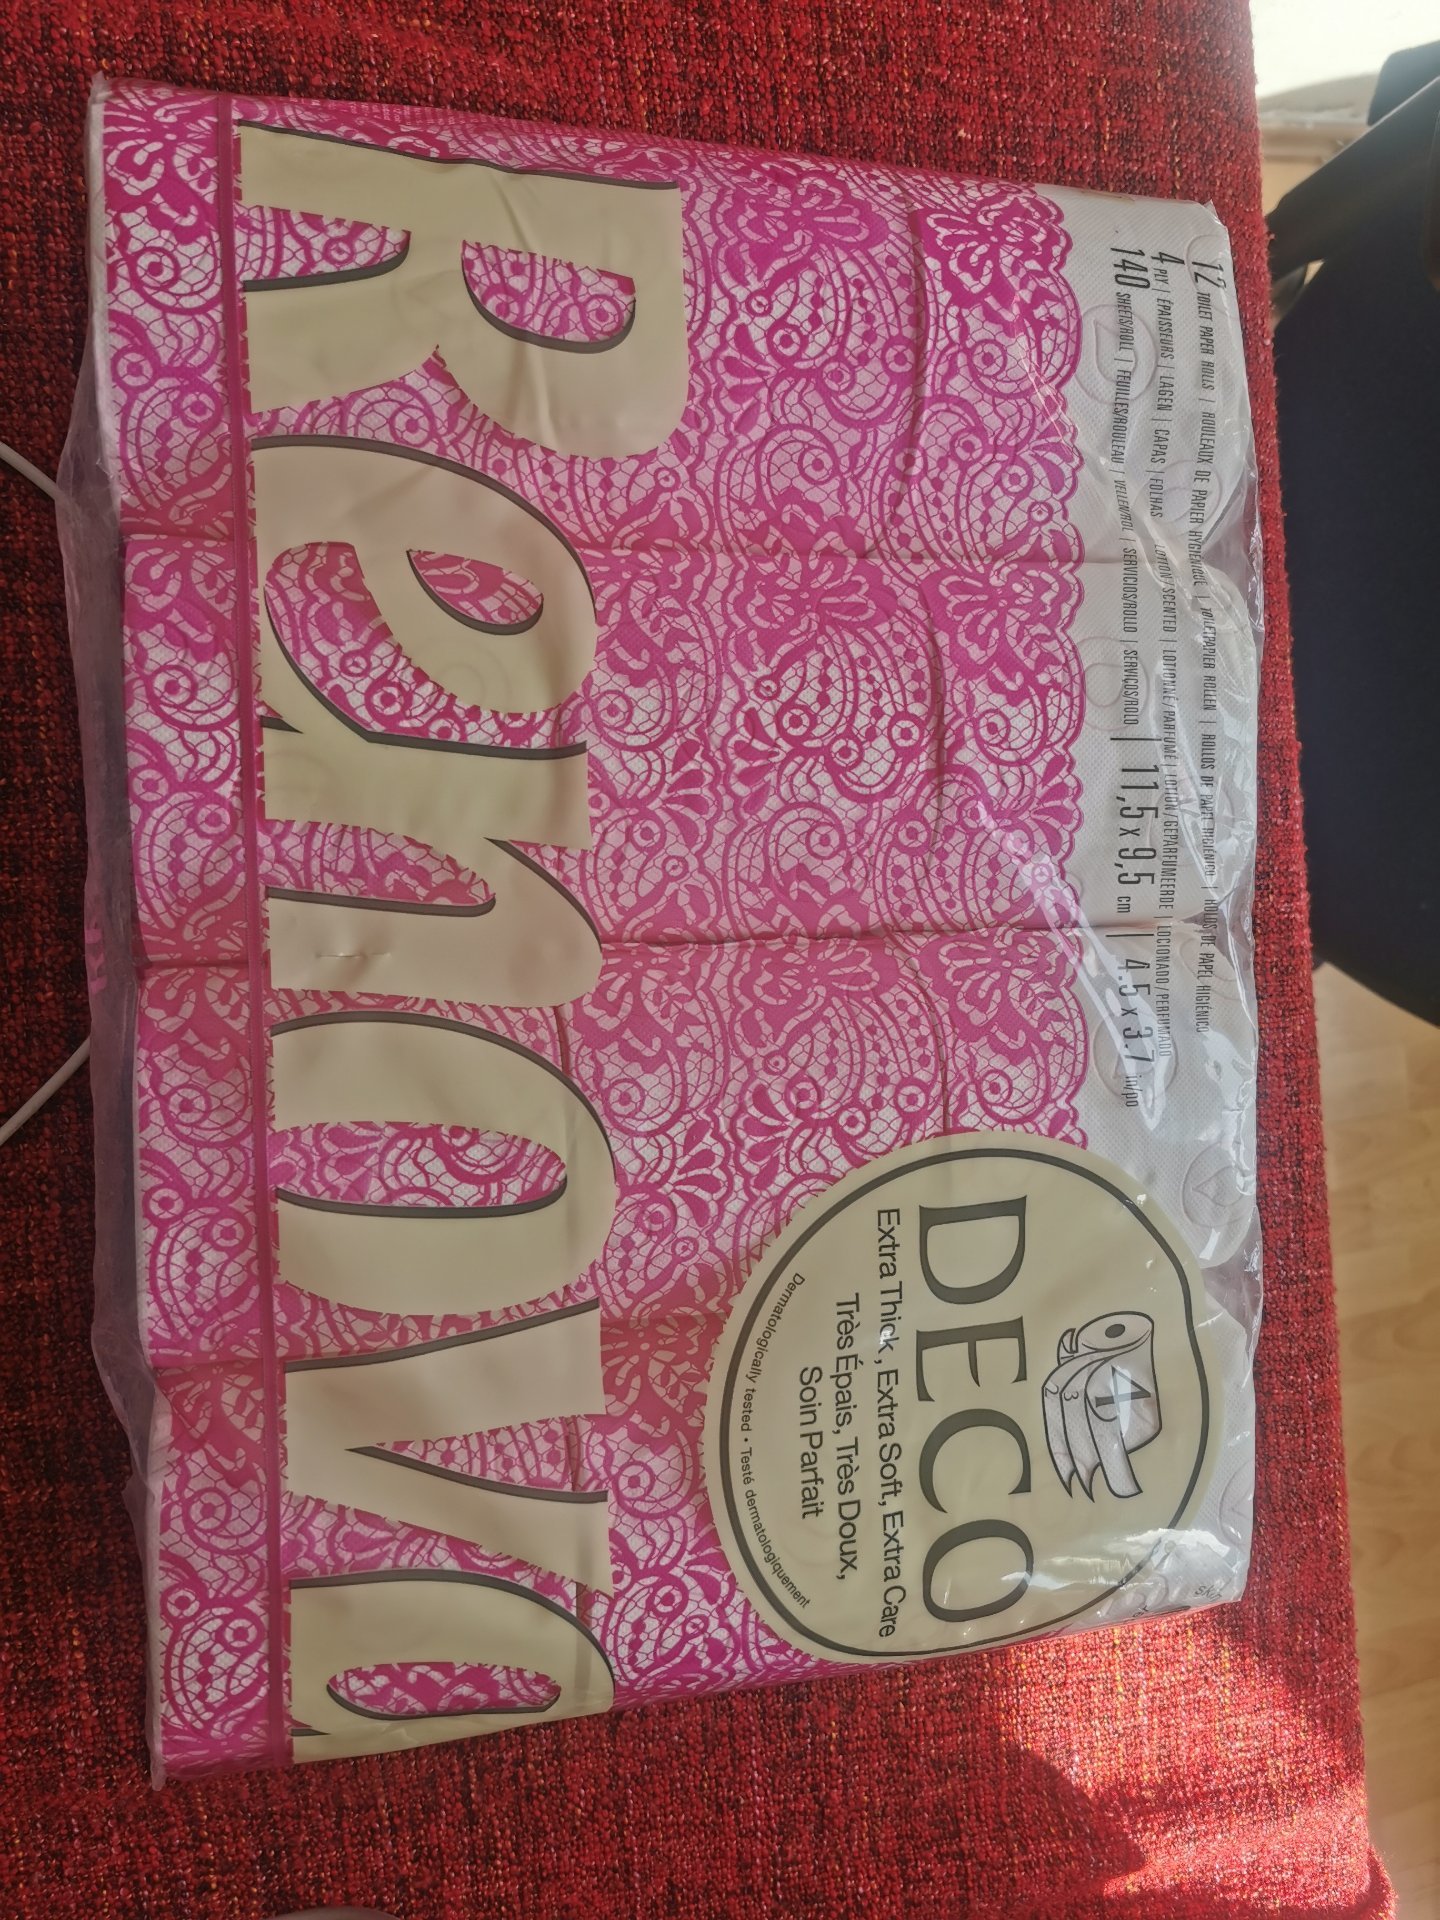 12 TOILET PAPER ROLLS | ROULEAUX DE PAPIER HYGIÉNIQUE | TOILETPAPIER ROLLEN | ROLLOS DE PAPEL HIGIÉNICO | ROLOS DE PAPEL HIGIÉNICO
4 PLY | ÉPAISSEURS | LAGEN | CAPAS | FOLHAS LOTION/SCENTED | LOTIONNÉ/PARFUMÉ | LOTION/GEPARFUMEERDE | LOCIONADO/PERFUMADO
140 SHEETS/ROLL | FEUILLES/ROULEAU | VELLEN/ROL | SERVICIOS/ROLLO | SERVIÇOS/ROLO | 11,5 x 9,5 cm | 4.5 x 3.7 in/po
4
3
2
DECO
Extra Thick, Extra Soft, Extra Care
Très Épais, Très Doux,
Soin Parfait
Dermatologically tested • Testé dermatologiquement
Renova